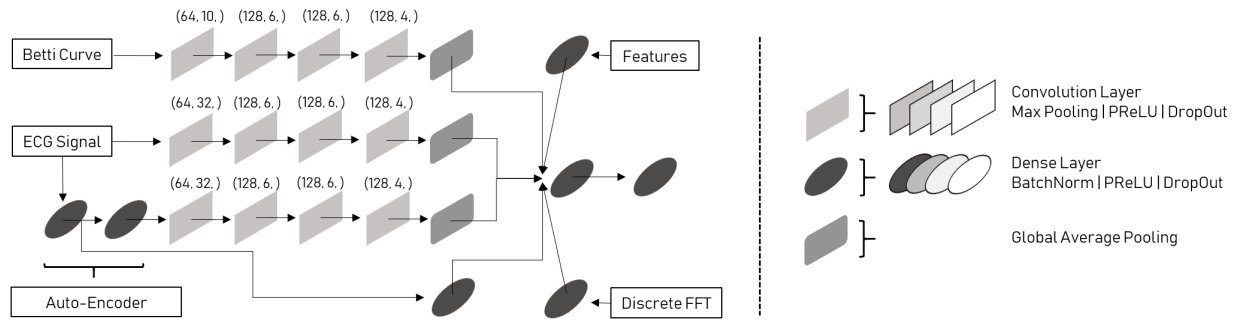 (64, 10, ) (128, 6, ) (128, 6, ) (128, 4, )
Betti Curve
Features
(64, 32, ) (128, 6, ) (128, 6, ) (128, 4, )
ECG Signal
(64, 32, ) (128, 6, ) (128, 6, ) (128, 4, )
Auto-Encoder
Discrete FFT
Convolution Layer
Max Pooling | PReLU | DropOut
Dense Layer
BatchNorm | PReLU | DropOut
Global Average Pooling